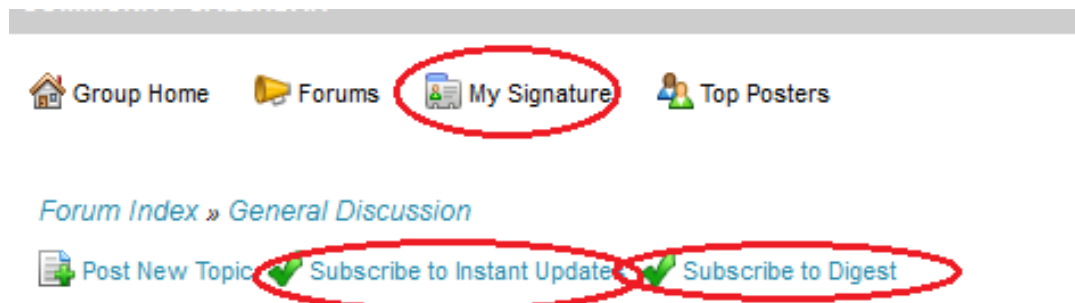 Group Home Forums My Signature Top Posters
Forum Index » General Discussion
Post New Topic Subscribe to Instant Updates Subscribe to Digest